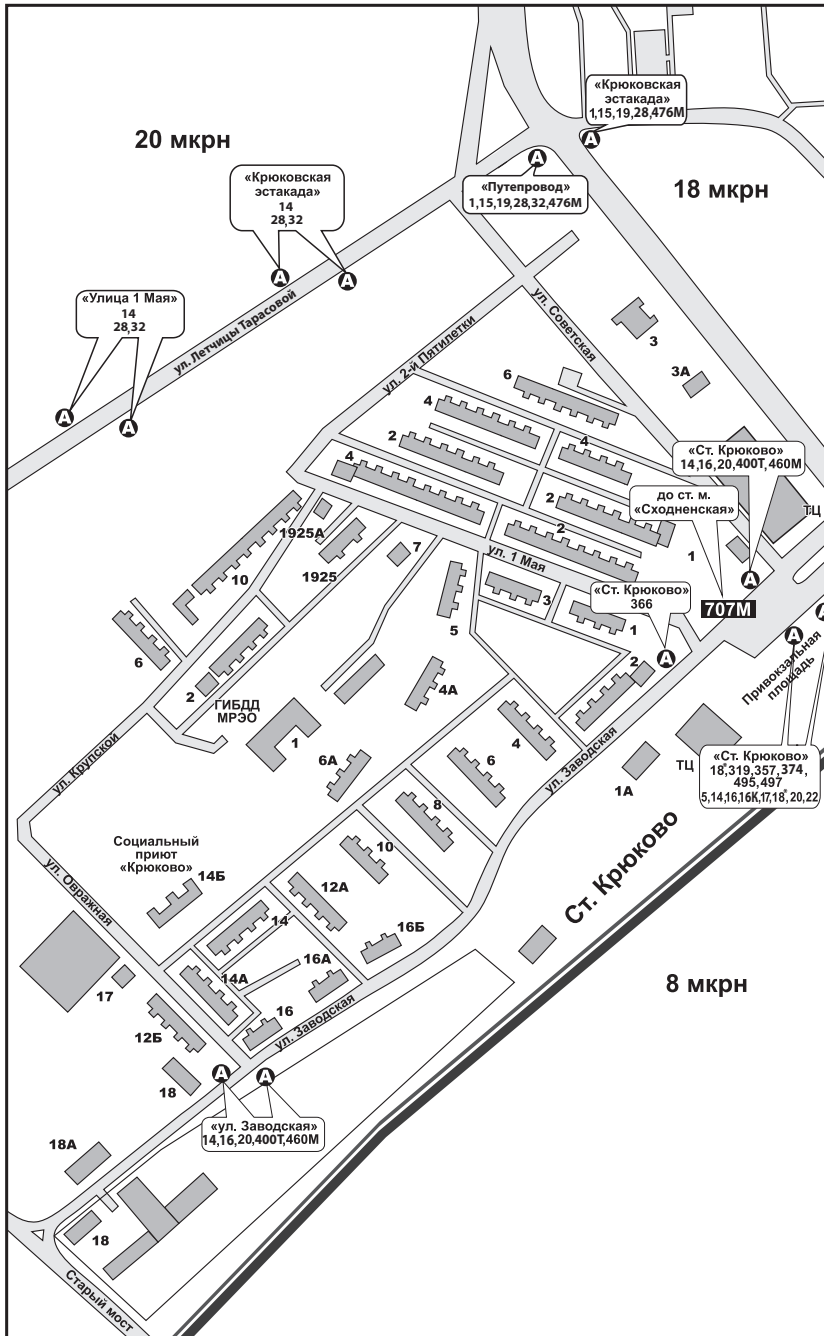 «Крюковская
эстакада»
1,15,19,28,476М
20 мкрн
«Путепровод»
1,15,19,28,32,476М
18 мкрн
«Крюковская
эстакада»
14
28,32
«Улица 1 Мая»
14
28,32
ул. Летчицы Тарасовой
ул. 2-й Пятилетки
ул. Советская
3
3А
6
4
2
4
4
2
2
«Ст. Крюково»
14,16,20,400Т,460М
до ст. м.
«Сходненская»
ТЦ
1
707М
ул. 1 Мая
«Ст. Крюково»
366
1925А
1925
10
7
5
3
1
2
6
2
ГИБДД
МРЭО
1
4А
6А
4
6
8
10
Привокзальная
площадь
ул. Заводская
1А
ТЦ
«Ст. Крюково»
18к,319,357,374,
495,497
5,14,16,16К,17,18к,20,22
ул. Крупской
Социальный
приют
«Крюково»
14Б
ул. Овражная
12А
16Б
14
16А
14А
16
ул. Заводская
Ст. Крюково
8 мкрн
17
12Б
18
«ул. Заводская»
14,16,20,400Т,460М
18А
18
Старый мост